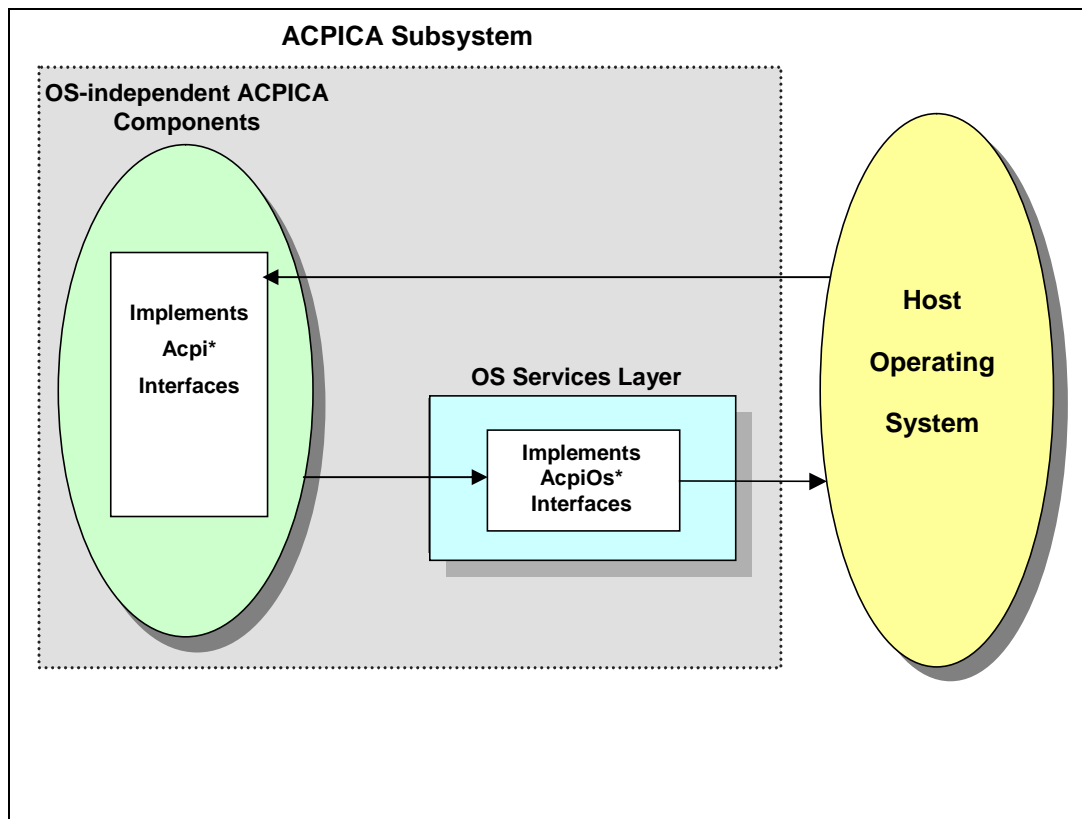 ACPICA Subsystem
OS-independent ACPICA
Components
Implements
Acpi*
Interfaces
OS Services Layer
Implements
AcpiOs*
Interfaces
Host
Operating
System